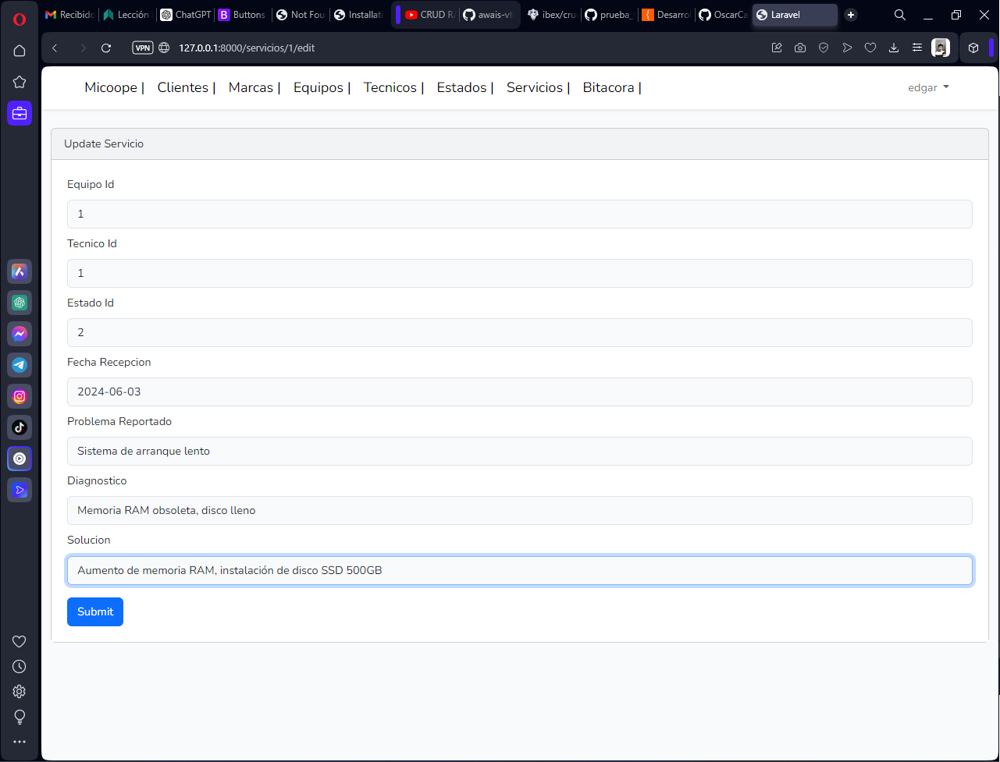 Recibido
Lección
ChatGPT
Buttons
Not Fou
Installati
CRUD RA
awais-vt
ibex/cru
prueba_
Desarrol
OscarCa
Laravel
VPN
127.0.0.1:8000/servicios/1/edit
Micoope | Clientes | Marcas | Equipos | Tecnicos | Estados | Servicios | Bitacora |
edgar
Update Servicio
Equipo Id
1
Tecnico Id
1
Estado Id
2
Fecha Recepcion
2024-06-03
Problema Reportado
Sistema de arranque lento
Diagnostico
Memoria RAM obsoleta, disco lleno
Solucion
Aumento de memoria RAM, instalación de disco SSD 500GB
Submit